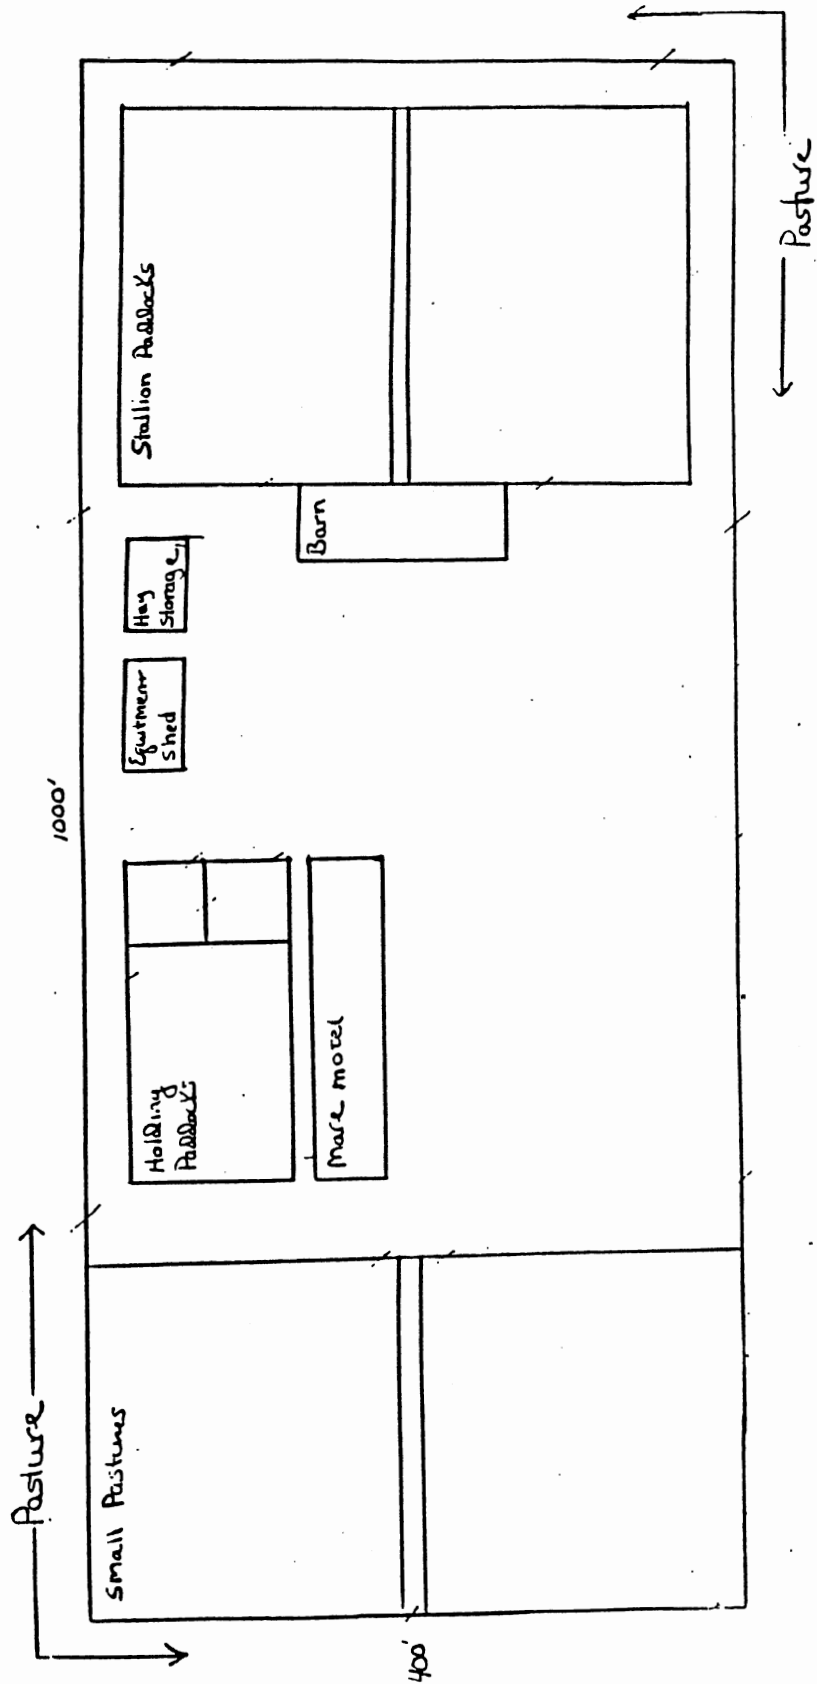 Pasture
Small Pastures
400'
Holding
Paddocks
Mare motel
1000'
Equitment
Shed
Hay
Storage
Barn
Stallion Paddocks
Pasture